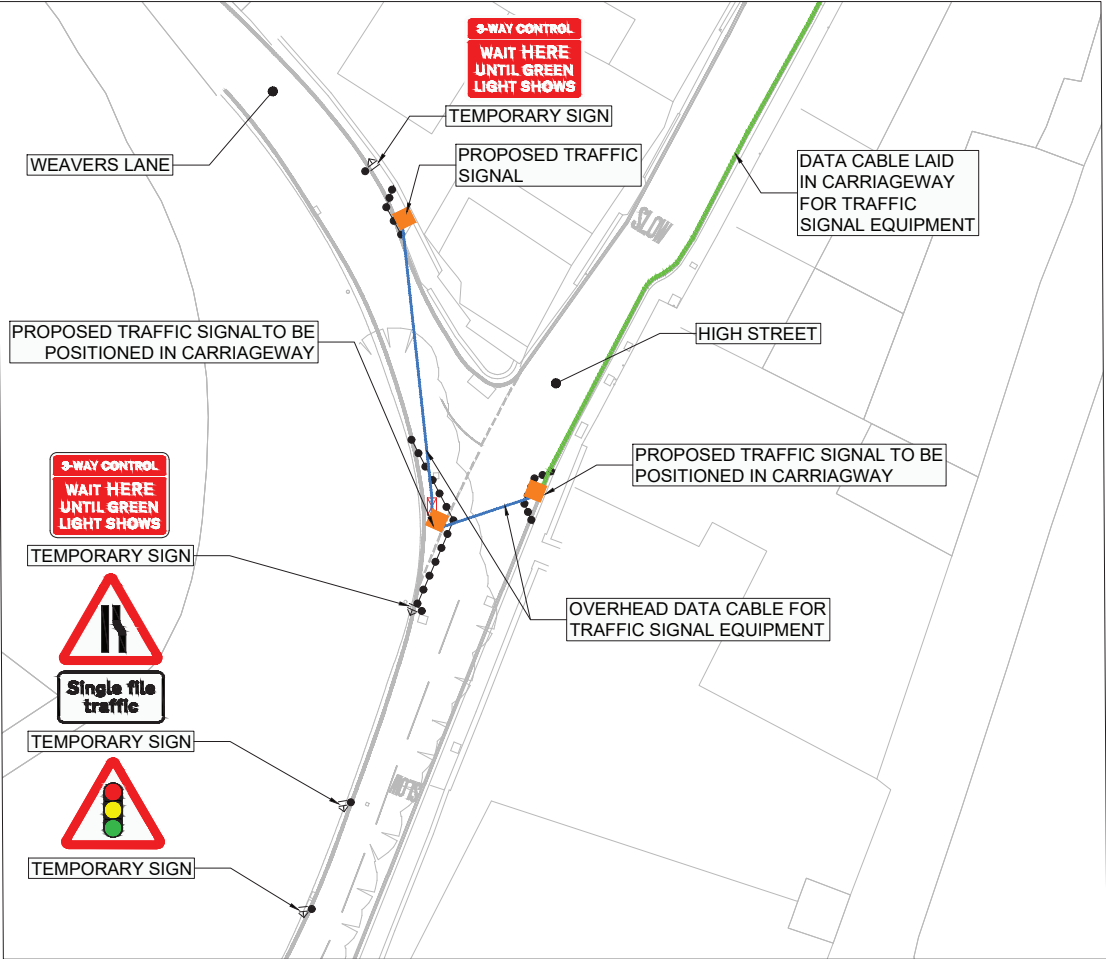 3-WAY CONTROL
WAIT HERE
UNTIL GREEN
LIGHT SHOWS
TEMPORARY SIGN
WEAVERS LANE
PROPOSED TRAFFIC
SIGNAL
DATA CABLE LAID
IN CARRIAGEWAY
FOR TRAFFIC
SIGNAL EQUIPMENT
SLOW
PROPOSED TRAFFIC SIGNALTO BE
POSITIONED IN CARRIAGEWAY
HIGH STREET
3-WAY CONTROL
WAIT HERE
UNTIL GREEN
LIGHT SHOWS
PROPOSED TRAFFIC SIGNAL TO BE
POSITIONED IN CARRIAGWAY
TEMPORARY SIGN
OVERHEAD DATA CABLE FOR
TRAFFIC SIGNAL EQUIPMENT
Single file
traffic
TEMPORARY SIGN
SLOW
TEMPORARY SIGN